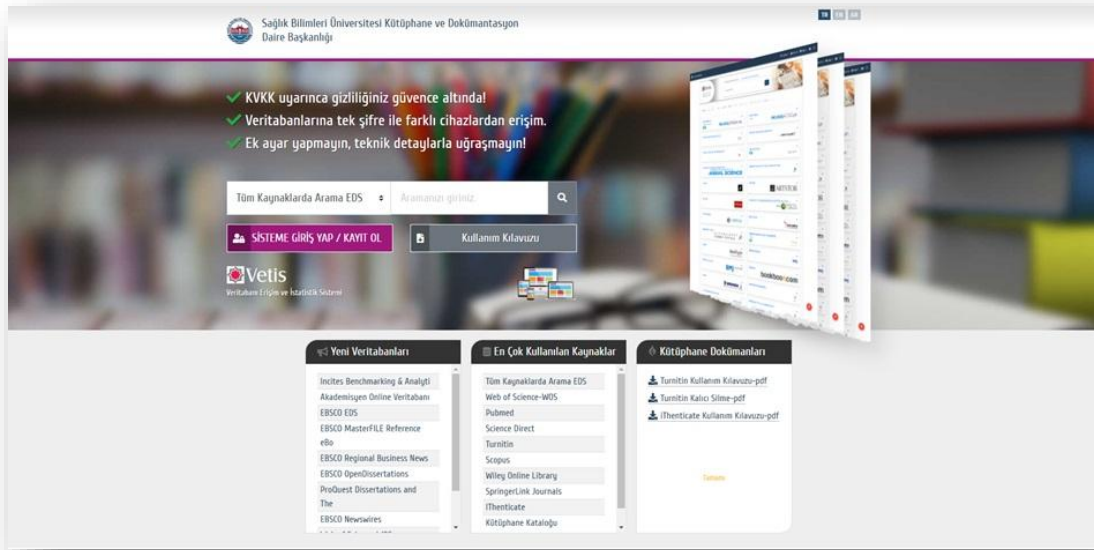 Sağlık Bilimleri Üniversitesi Kütüphane ve Dokümantasyon
Daire Başkanlığı
TR EN AR
KVKK uyarınca gizliliğiniz güvence altında!
Veritabanlarına tek şifre ile farklı cihazlardan erişim.
Ek ayar yapmayın, teknik detaylarla uğraşmayın!
Tüm Kaynaklarda Arama EDS
Aramanızı giriniz
SİSTEME GİRİŞ YAP / KAYIT OL
Kullanım Kılavuzu
Vetis
Veritabanı Erişim ve İstatistik Sistemi
bookboon.com
Yeni Veritabanları
Incites Benchmarking & Analyti
Akademisyen Online Veritabanı
EBSCO EDS
EBSCO MasterFILE Reference
eBo
EBSCO Regional Business News
EBSCO OpenDissertations
ProQuest Dissertations and
The
EBSCO Newswires
En Çok Kullanılan Kaynaklar
Tüm Kaynaklarda Arama EDS
Web of Science-WOS
Pubmed
Science Direct
Turnitin
Scopus
Wiley Online Library
SpringerLink Journals
IThenticate
Kütüphane Kataloğu
Kütüphane Dokümanları
Turnitin Kullanım Kılavuzu-pdf
Turnitin Kalıcı Silme-pdf
iThenticate Kullanım Kılavuzu-pdf
Tümünü